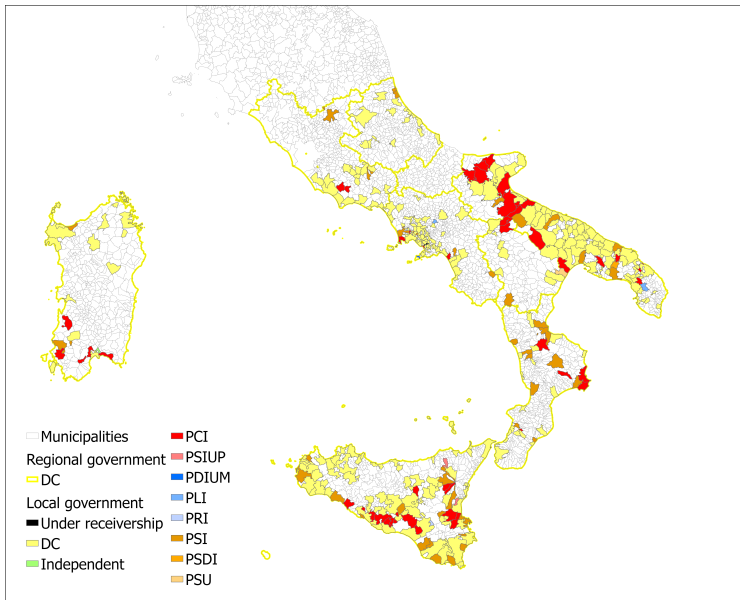 Municipalities
Regional government
DC
Local government
Under receivership
DC
Independent
PCI
PSIUP
PDIUM
PLI
PRI
PSI
PSDI
PSU